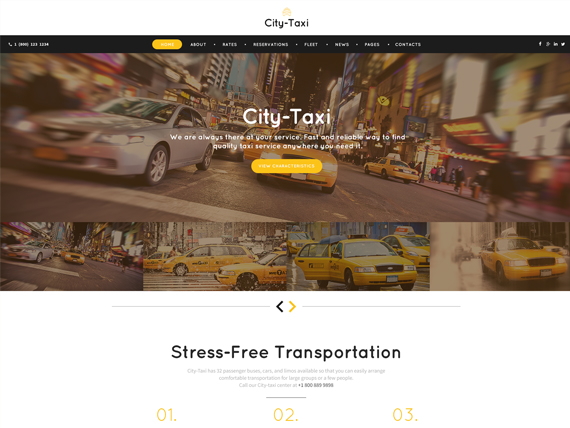 City-Taxi
1 (800) 123 1234
HOME ABOUT RATES RESERVATIONS FLEET NEWS PAGES CONTACTS
City-Taxi
We are always there at your service. Fast and reliable way to find
quality taxi service anywhere you need it.
VIEW CHARACTERISTICS
Stress-Free Transportation
City-Taxi has 10 passenger buses, cars, and limos available so that you can easily arrange
comfortable transportation for large groups or a few people.
Call our City-taxi center at +1 800 889 9898.
01. 02. 03.